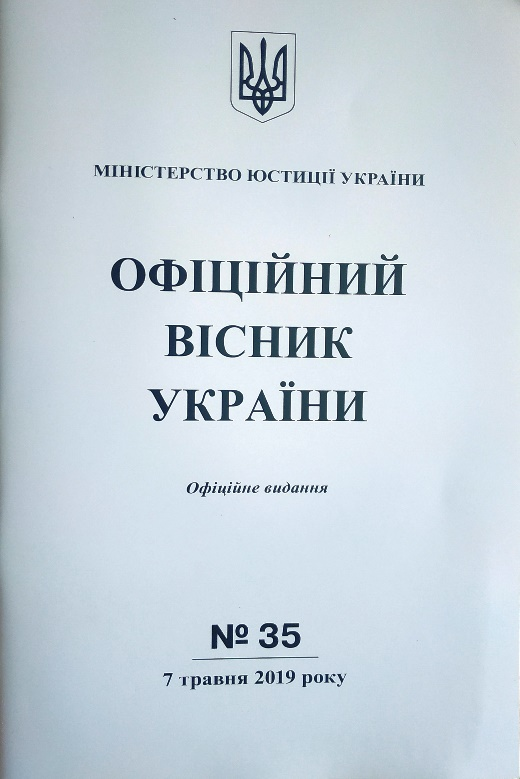 МІНІСТЕРСТВО ЮСТИЦІЇ УКРАЇНИ
ОФІЦІЙНИЙ
ВІСНИК
УКРАЇНИ
Офіційне видання
№ 35
7 травня 2019 року